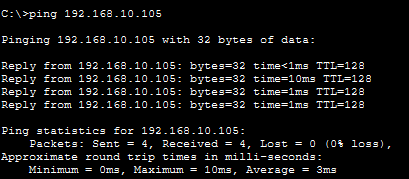 C:\>ping 192.168.10.105
Pinging 192.168.10.105 with 32 bytes of data:
Reply from 192.168.10.105: bytes=32 time<1ms TTL=128
Reply from 192.168.10.105: bytes=32 time=10ms TTL=128
Reply from 192.168.10.105: bytes=32 time=1ms TTL=128
Reply from 192.168.10.105: bytes=32 time=1ms TTL=128
Ping statistics for 192.168.10.105:
Packets: Sent = 4, Received = 4, Lost = 0 (0% loss),
Approximate round trip times in milli-seconds:
Minimum = 0ms, Maximum = 10ms, Average = 3ms